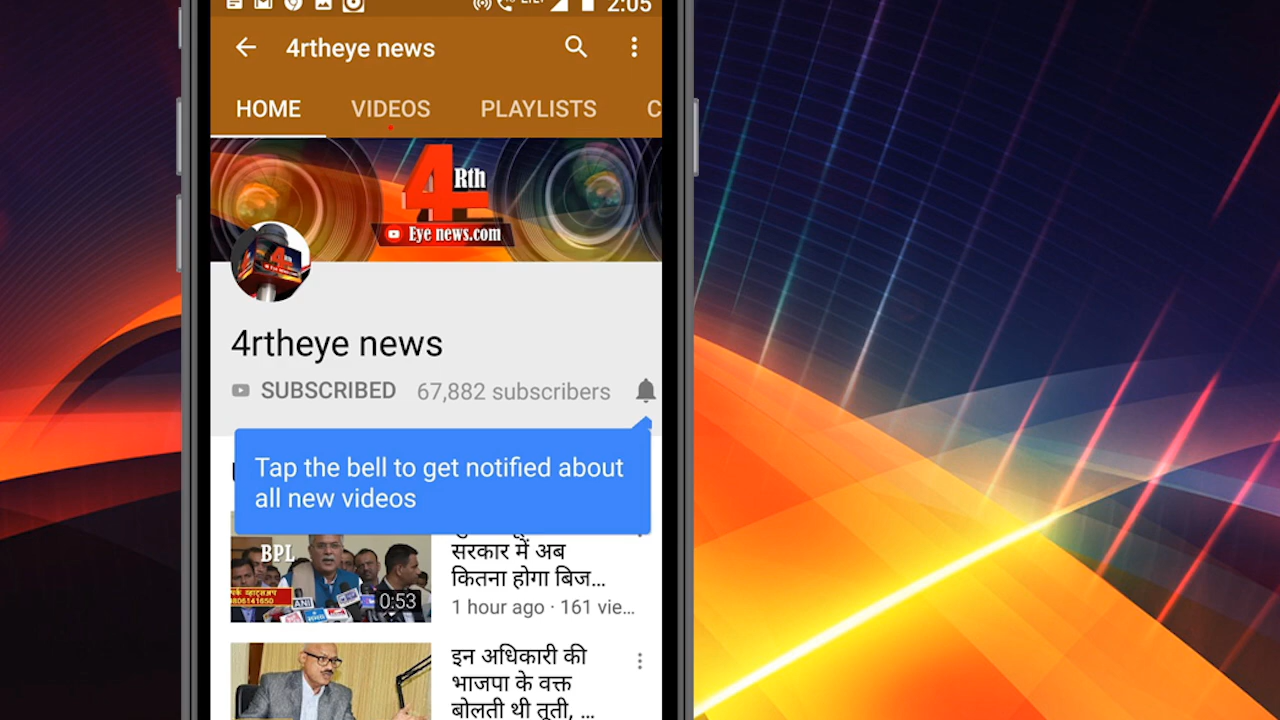 2:05
4rtheye news
HOME VIDEOS PLAYLISTS C
4Rth
Eye news.com
4rtheye news
SUBSCRIBED 67,882 subscribers
Tap the bell to get notified about
all new videos
सरकार में अब
कितना होगा बिज...
1 hour ago · 161 vie...
BPL
ANI
0:53
इन अधिकारी की
भाजपा के वक्त
बोलती थी तूती, ...